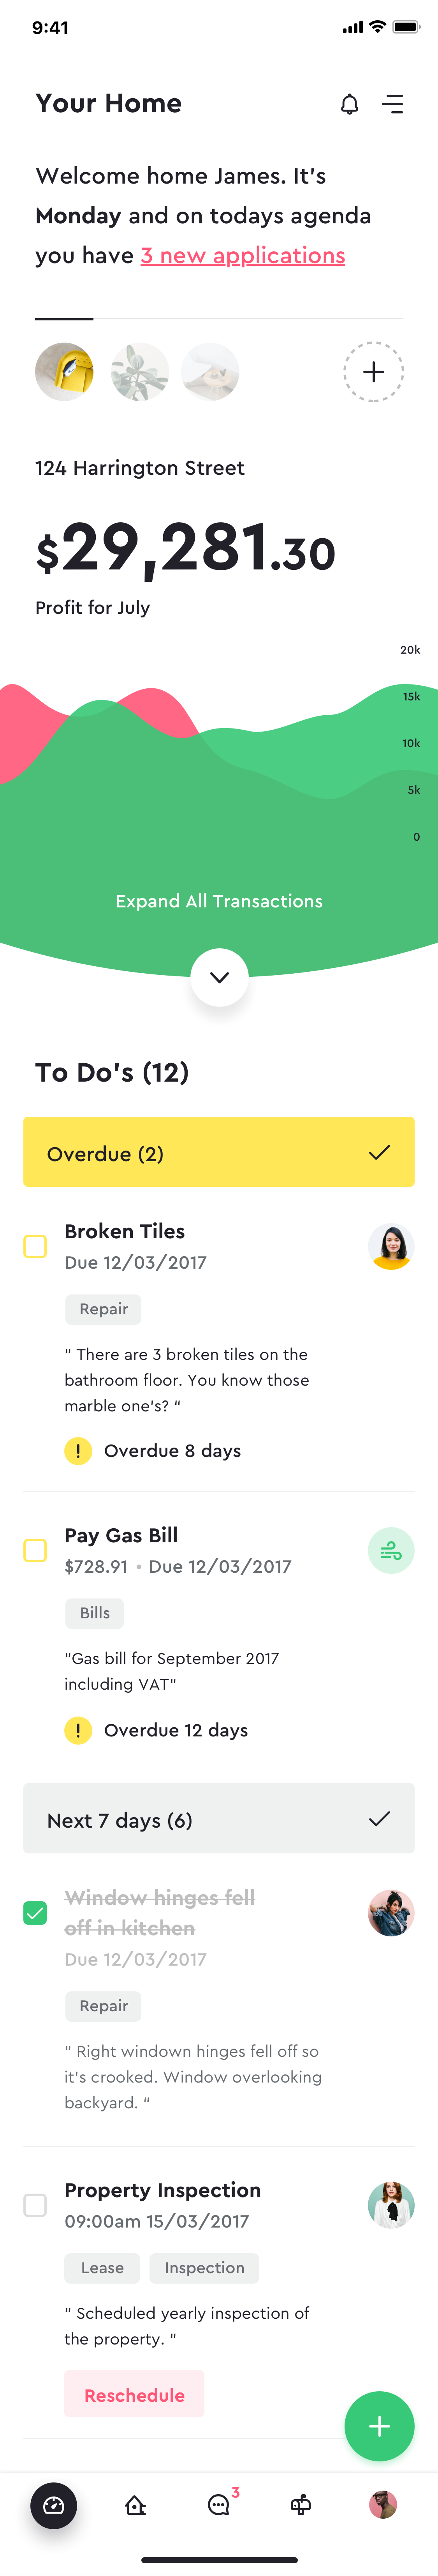 9:41
Your Home
Welcome home James. It's
Monday and on todays agenda
you have 3 new applications
124 Harrington Street
$29,281.30
Profit for July
20k
15k
10k
5k
0
Expand All Transactions
To Do's (12)
Overdue (2)
Broken Tiles
Due 12/03/2017
Repair
“ There are 3 broken tiles on the
bathroom floor. You know those
marble one's? “
! Overdue 8 days
Pay Gas Bill
$728.91 • Due 12/03/2017
Bills
“Gas bill for September 2017
including VAT“
! Overdue 12 days
Next 7 days (6)
Window hinges fell
off in kitchen
Due 12/03/2017
Repair
“ Right windown hinges fell off so
it's crooked. Window overlooking
backyard. “
Property Inspection
09:00am 15/03/2017
Lease Inspection
“ Scheduled yearly inspection of
the property. “
Reschedule
3